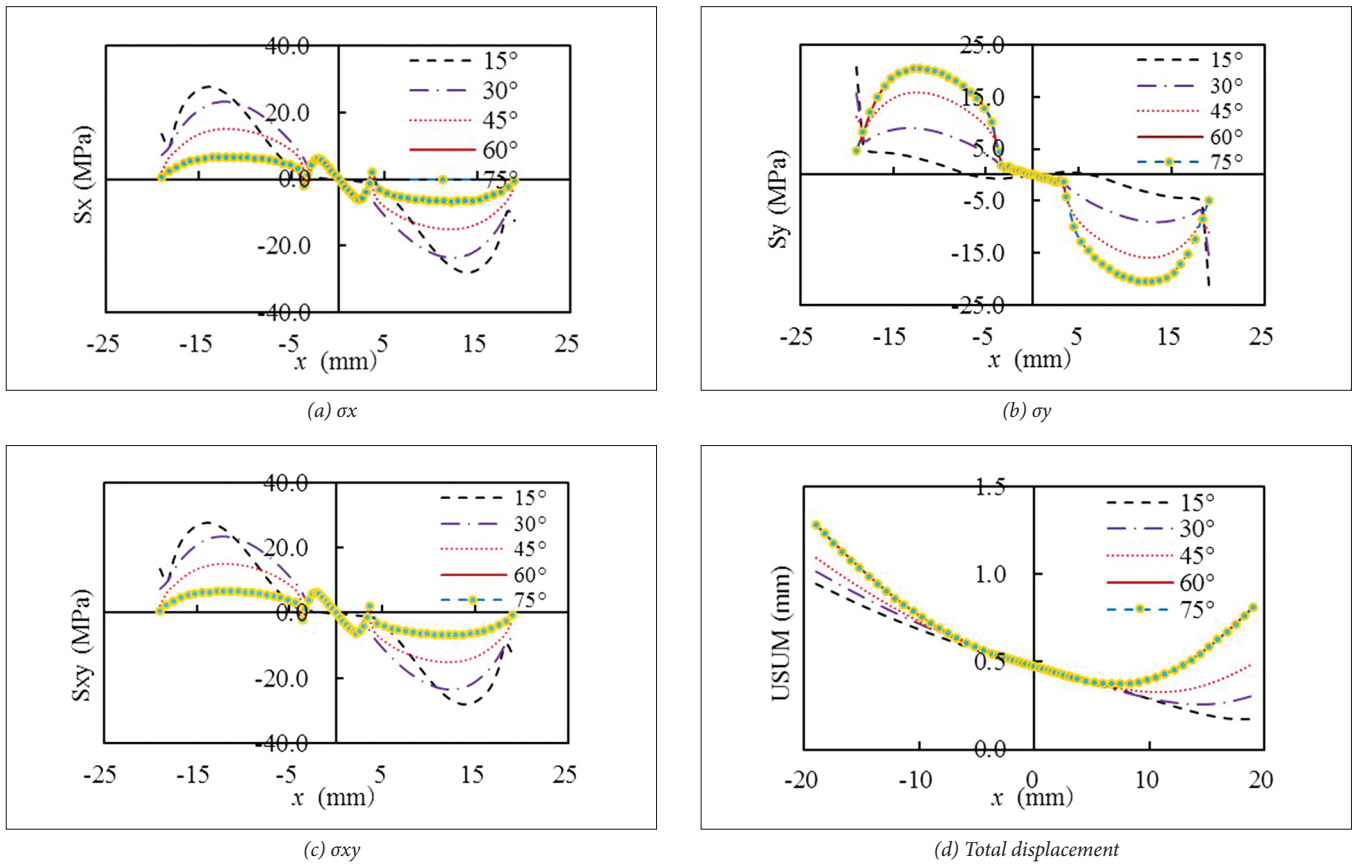 40.0
20.0
0.0
-20.0
-40.0
Sx (MPa)
-25 -15 -5 5 15 25
x (mm)
15°
30°
45°
60°
75°
(a) σx
25.0
15.0
5.0
-5.0
-15.0
-25.0
Sy (MPa)
-25 -15 -5 5 15 25
x (mm)
15°
30°
45°
60°
75°
(b) σy
40.0
20.0
0.0
-20.0
-40.0
Sxy (MPa)
-25 -15 -5 5 15 25
x (mm)
15°
30°
45°
60°
75°
(c) σxy
1.5
1.0
0.5
0.0
USUM (mm)
-20 -10 0 10 20
x (mm)
15°
30°
45°
60°
75°
(d) Total displacement